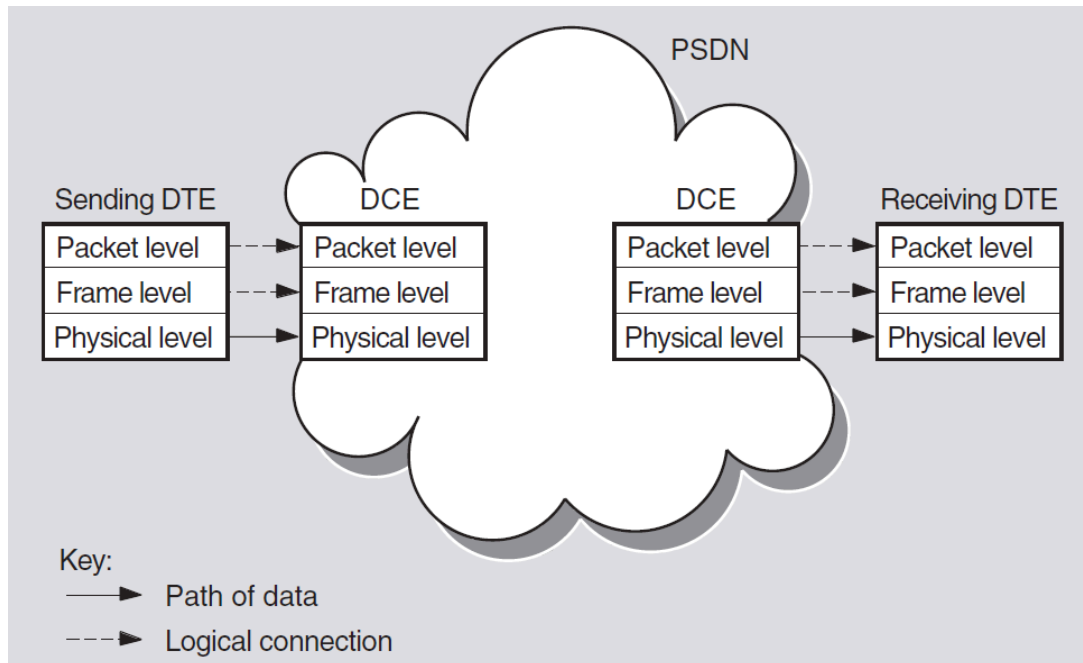 PSDN
Sending DTE
DCE
DCE
Receiving DTE
Packet level
Packet level
Packet level
Packet level
Frame level
Frame level
Frame level
Frame level
Physical level
Physical level
Physical level
Physical level
Key:
Path of data
Logical connection